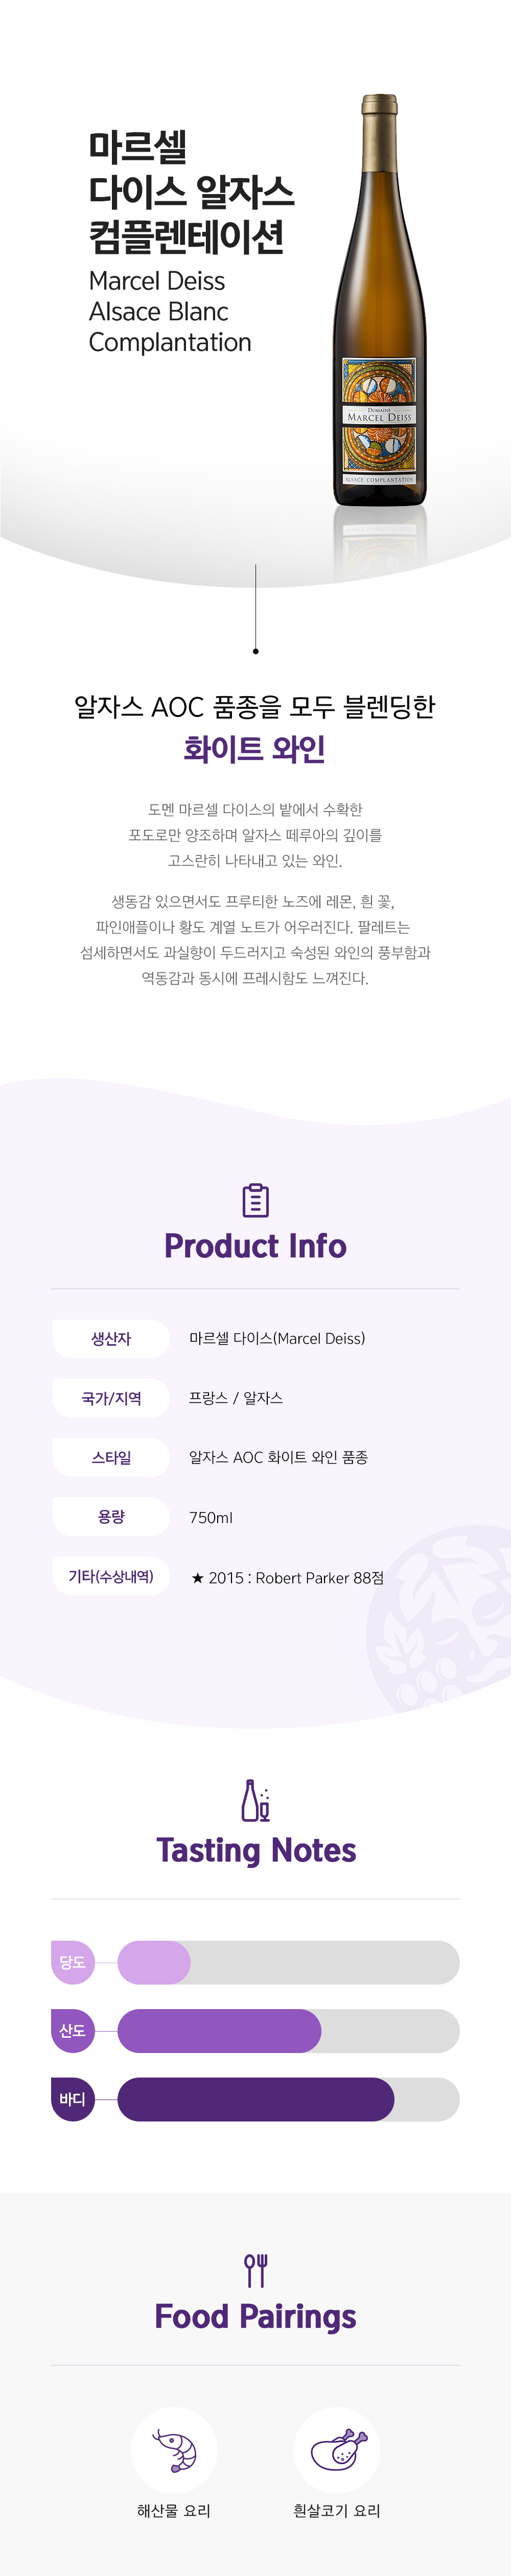 마르셀
다이스 알자스
컴플렌테이션
Marcel Deiss
Alsace Blanc
Complantation
DOMAINE
MARCEL DEISS
ALSACE COMPLANTATION
알자스 AOC 품종을 모두 블렌딩한
화이트 와인
도멘 마르셀 다이스의 밭에서 수확한
포도로만 양조하며 알자스 떼루아의 깊이를
고스란히 나타내고 있는 와인.
생동감 있으면서도 프루티한 노즈에 레몬, 흰 꽃,
파인애플이나 황도 계열 노트가 어우러진다. 팔레트는
섬세하면서도 과실향이 두드러지고 숙성된 와인의 풍부함과
역동감과 동시에 프레시함도 느껴진다.
Product Info
생산자 마르셀 다이스(Marcel Deiss)
국가/지역 프랑스 / 알자스
스타일 알자스 AOC 화이트 와인 품종
용량 750ml
기타(수상내역) ★ 2015 : Robert Parker 88점
Tasting Notes
당도
산도
바디
Food Pairings
해산물 요리 흰살코기 요리